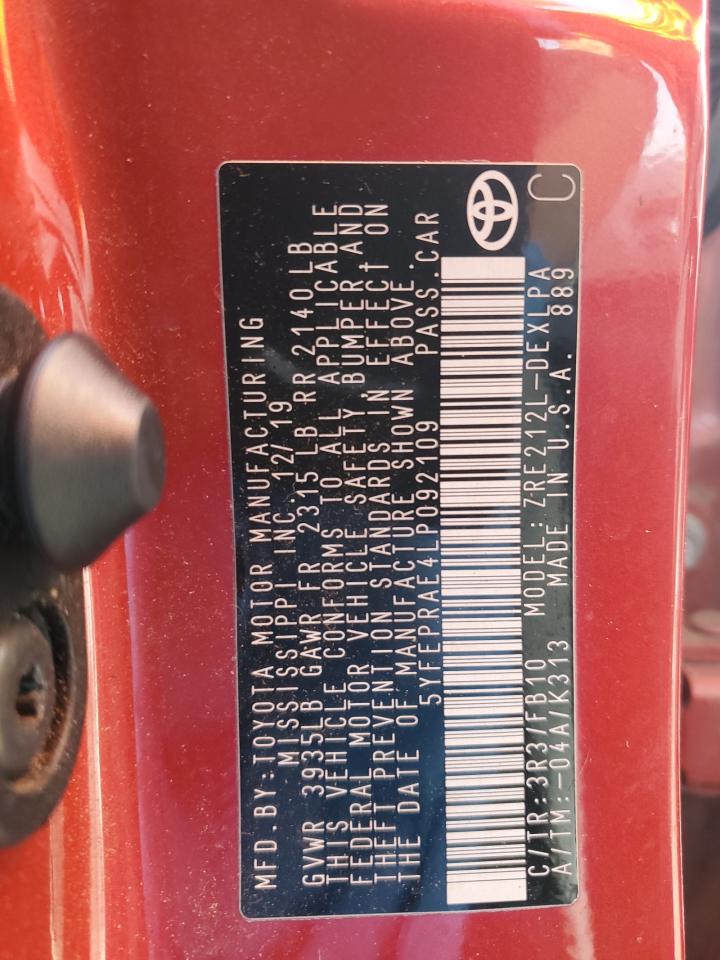 MFD.BY:TOYOTA MOTOR MANUFACTURING
MISSISSIPPI INC. 12/19
GVWR 3935LB GAWR FR 2315 LB RR 2140 LB
THIS VEHICLE CONFORMS TO ALL APPLICABLE
FEDERAL MOTOR VEHICLE SAFETY, BUMPER AND
THEFT PREVENTION STANDARDS IN EFFECT ON
THE DATE OF MANUFACTURE SHOWN ABOVE.
5YFEPRAE4LP092109 PASS.CAR
C/TR:3R3/FB10 MODEL:ZRE212L-DEXLPA
A/TM:-04A/K313 MADE IN U.S.A. 889
C